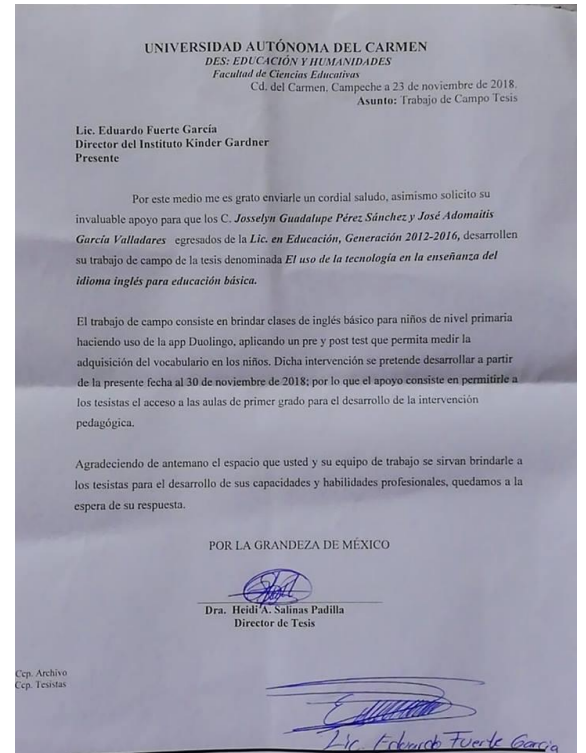 UNIVERSIDAD AUTÓNOMA DEL CARMEN
DES: EDUCACIÓN Y HUMANIDADES
Facultad de Ciencias Educativas
Cd. del Carmen, Campeche a 23 de noviembre de 2018.
Asunto: Trabajo de Campo Tesis
Lic. Eduardo Fuerte García
Director del Instituto Kinder Gardner
Presente
Por este medio me es grato enviarle un cordial saludo, asimismo solicito su
invaluable apoyo para que los C. Josselyn Guadalupe Pérez Sánchez y José Adomaitis
García Valladares egresados de la Lic. en Educación, Generación 2012-2016, desarrollen
su trabajo de campo de la tesis denominada El uso de la tecnología en la enseñanza del
idioma inglés para educación básica.
El trabajo de campo consiste en brindar clases de inglés básico para niños de nivel primaria
haciendo uso de la app Duolingo, aplicando un pre y post test que permita medir la
adquisición del vocabulario en los niños. Dicha intervención se pretende desarrollar a partir
de la presente fecha al 30 de noviembre de 2018; por lo que el apoyo consiste en permitirle a
los tesistas el acceso a las aulas de primer grado para el desarrollo de la intervención
pedagógica.
Agradeciendo de antemano el espacio que usted y su equipo de trabajo se sirvan brindarle a
los tesistas para el desarrollo de sus capacidades y habilidades profesionales, quedamos a la
espera de su respuesta.
POR LA GRANDEZA DE MÉXICO
Dra. Heidi A. Salinas Padilla
Director de Tesis
Ccp. Archivo
Ccp. Tesistas
Lic. Eduardo Fuerte García